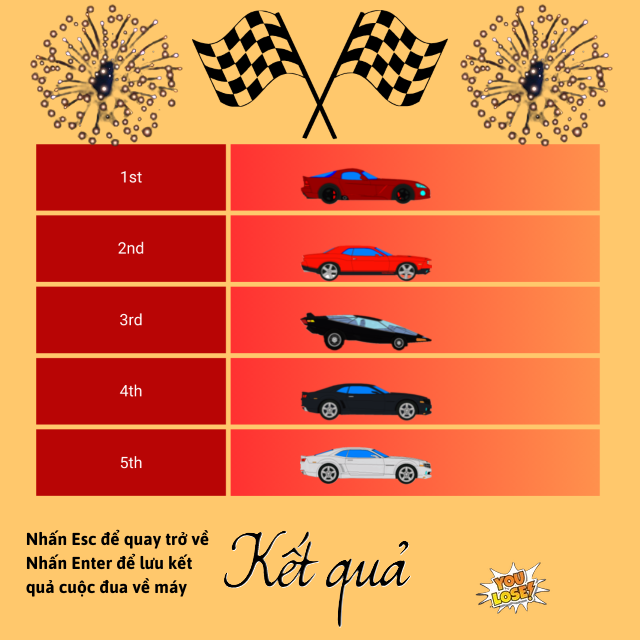 1st
2nd
3rd
4th
5th
Nhấn Esc để quay trở về
Nhấn Enter để lưu kết
quả cuộc đua về máy
Kết quả
YOU
LOSE!